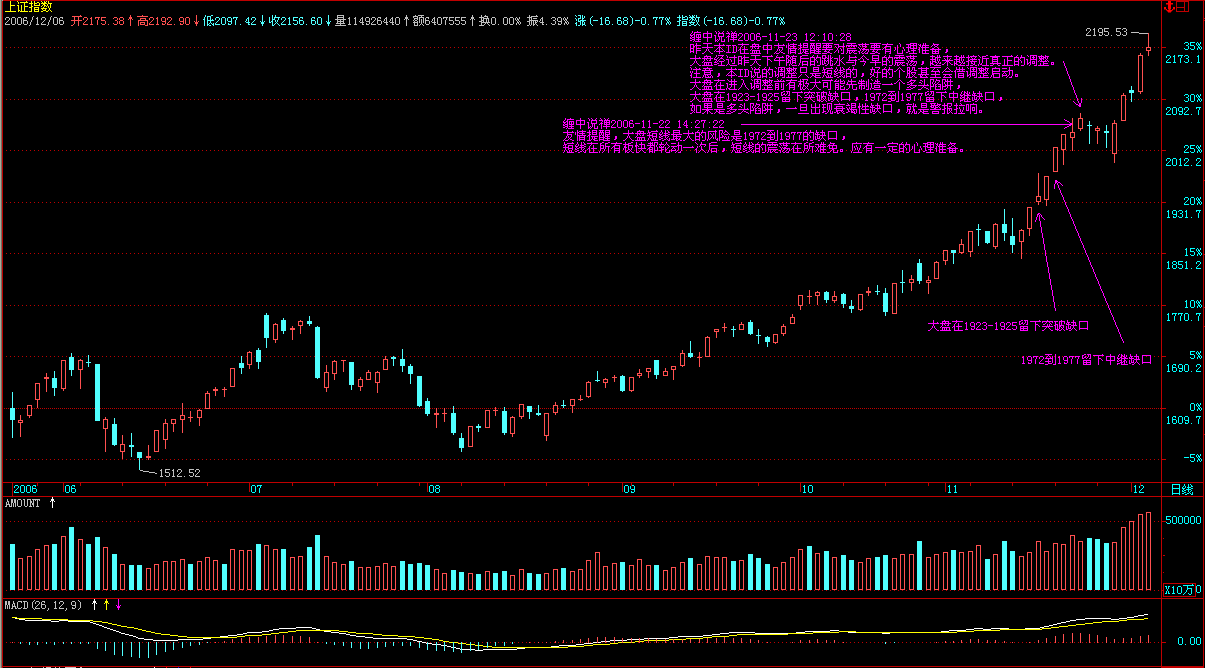 上证指数
2006/12/06 开2175.38↑高2192.90↓低2097.42↓收2156.60↓量114926440↑额6407555↑换0.00% 振4.39% 涨(-16.68)-0.77% 指数(-16.68)-0.77%
缠中说禅2006-11-23 12:10:28
昨天本ID在盘中友情提醒要对震荡要有心理准备，
大盘经过昨天下午随后的跳水与今早的震荡，越来越接近真正的调整。
注意，本ID说的调整只是短线的，好的个股甚至会借调整启动。
大盘在进入调整前有极大可能先制造一个多头陷阱，
大盘在1923-1925留下突破缺口，1972到1977留下中继缺口，
如果是多头陷阱，一旦出现衰竭性缺口，就是警报拉响。
缠中说禅2006-11-22 14:27:22
友情提醒，大盘短线最大的风险是1972到1977的缺口，
短线在所有板快都轮动一次后，短线的震荡在所难免。应有一定的心理准备。
2195.53
35%
2173.1
30%
2092.7
25%
2012.2
20%
1931.7
15%
1851.2
10%
1770.7
5%
1690.2
0%
1609.7
-5%
大盘在1923-1925留下突破缺口
1972到1977留下中继缺口
1512.52
2006 06 07 08 09 10 11 12 日线
AMOUNT ↑
500000
X10万0
MACD(26,12,9) ↑ ↑ ↓
0.00